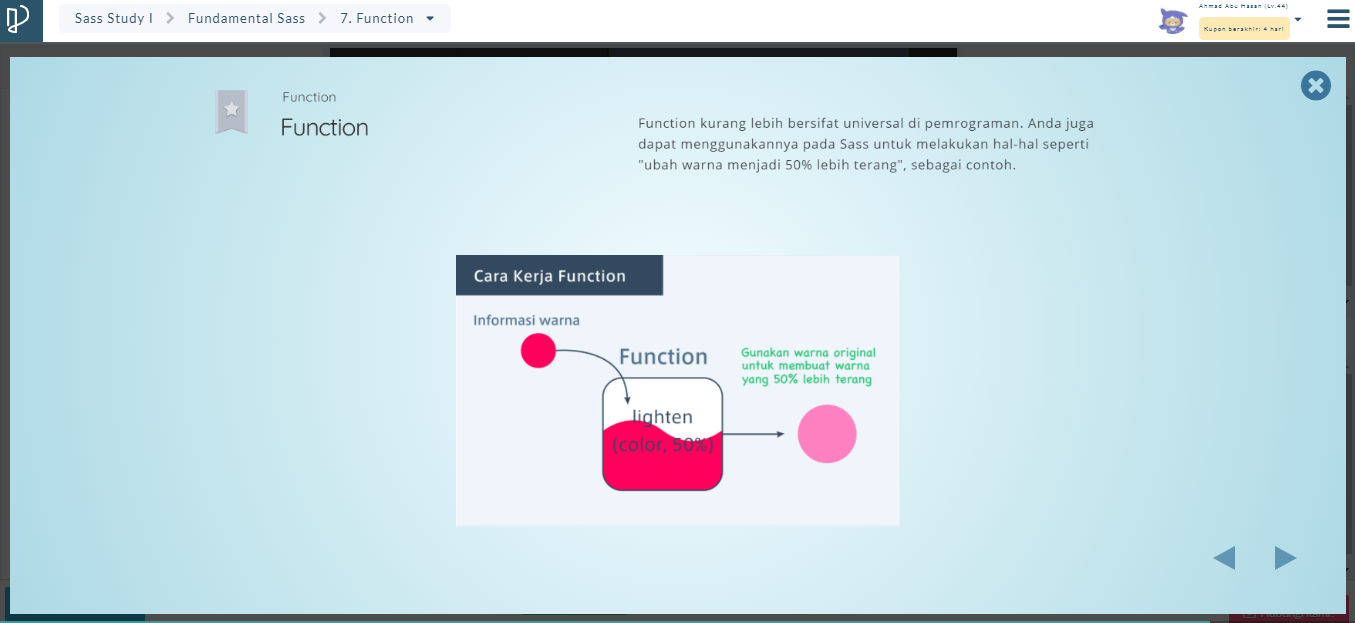 Sass Study I
Fundamental Sass
7. Function
Ahmad Abu Hasan (Lv.44)
Kupon berakhir: 4 hari
Function
Function
Function kurang lebih bersifat universal di pemrograman. Anda juga
dapat menggunakannya pada Sass untuk melakukan hal-hal seperti
"ubah warna menjadi 50% lebih terang", sebagai contoh.
Cara Kerja Function
Informasi warna
Function
Gunakan warna original
untuk membuat warna
yang 50% lebih terang
lighten
(color, 50%)